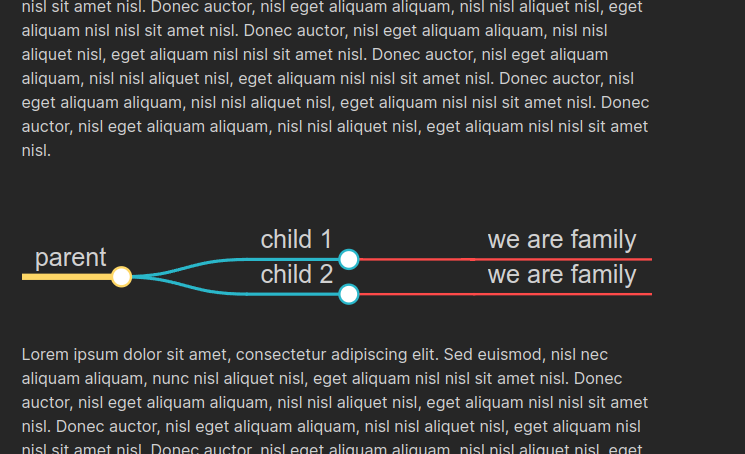 nisl sit amet nisl. Donec auctor, nisl eget aliquam aliquam, nisl nisl aliquet nisl, eget
aliquam nisl nisl sit amet nisl. Donec auctor, nisl eget aliquam aliquam, nisl nisl
aliquet nisl, eget aliquam nisl nisl sit amet nisl. Donec auctor, nisl eget aliquam
aliquam, nisl nisl aliquet nisl, eget aliquam nisl nisl sit amet nisl. Donec auctor, nisl
eget aliquam aliquam, nisl nisl aliquet nisl, eget aliquam nisl nisl sit amet nisl. Donec
auctor, nisl eget aliquam aliquam, nisl nisl aliquet nisl, eget aliquam nisl nisl sit amet
nisl.
parent
child 1
we are family
child 2
we are family
Lorem ipsum dolor sit amet, consectetur adipiscing elit. Sed euismod, nisl nec
aliquam aliquam, nunc nisl aliquet nisl, eget aliquam nisl nisl sit amet nisl. Donec
auctor, nisl eget aliquam aliquam, nisl nisl aliquet nisl, eget aliquam nisl nisl sit amet
nisl. Donec auctor, nisl eget aliquam aliquam, nisl nisl aliquet nisl, eget aliquam nisl
nisl sit amet nisl. Donec auctor, nisl eget aliquam aliquam, nisl nisl aliquet nisl, eget